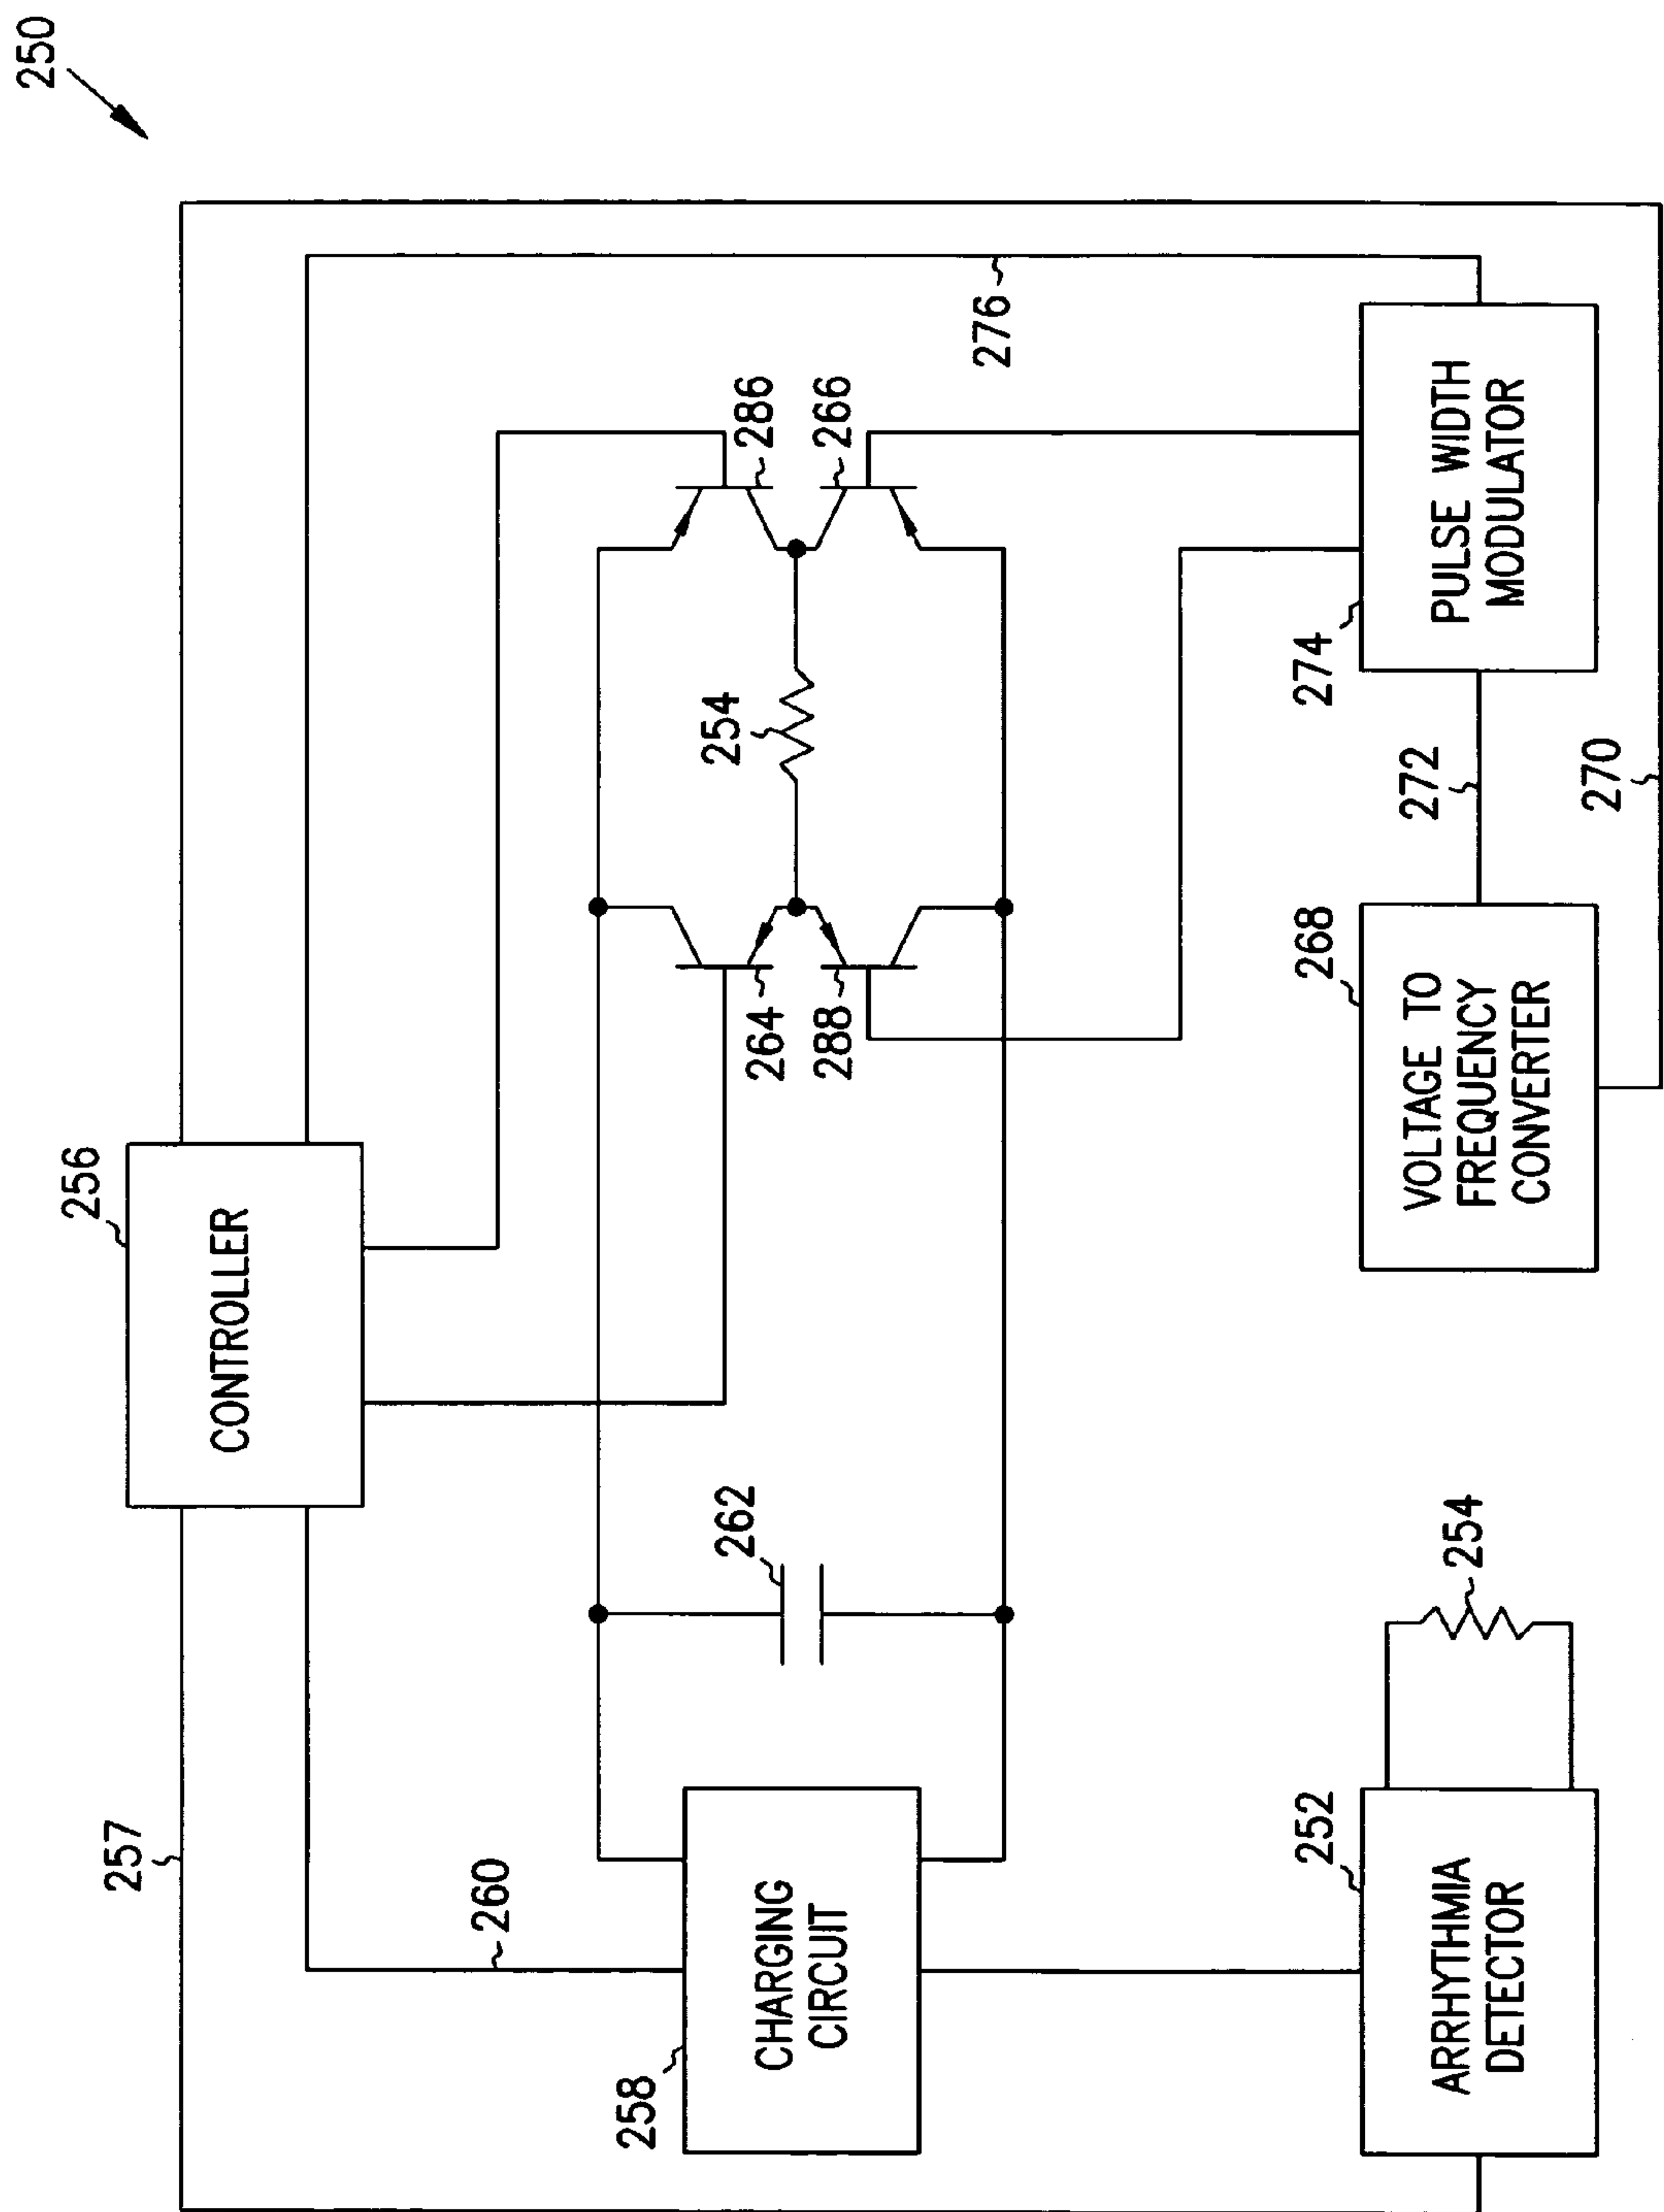 250
256
CONTROLLER
257
260
276
286
266
254
264
288
262
258
CHARGING
CIRCUIT
252
ARRHYTHMIA
DETECTOR
254
268
VOLTAGE TO
FREQUENCY
CONVERTER
272
270
274
PULSE WIDTH
MODULATOR